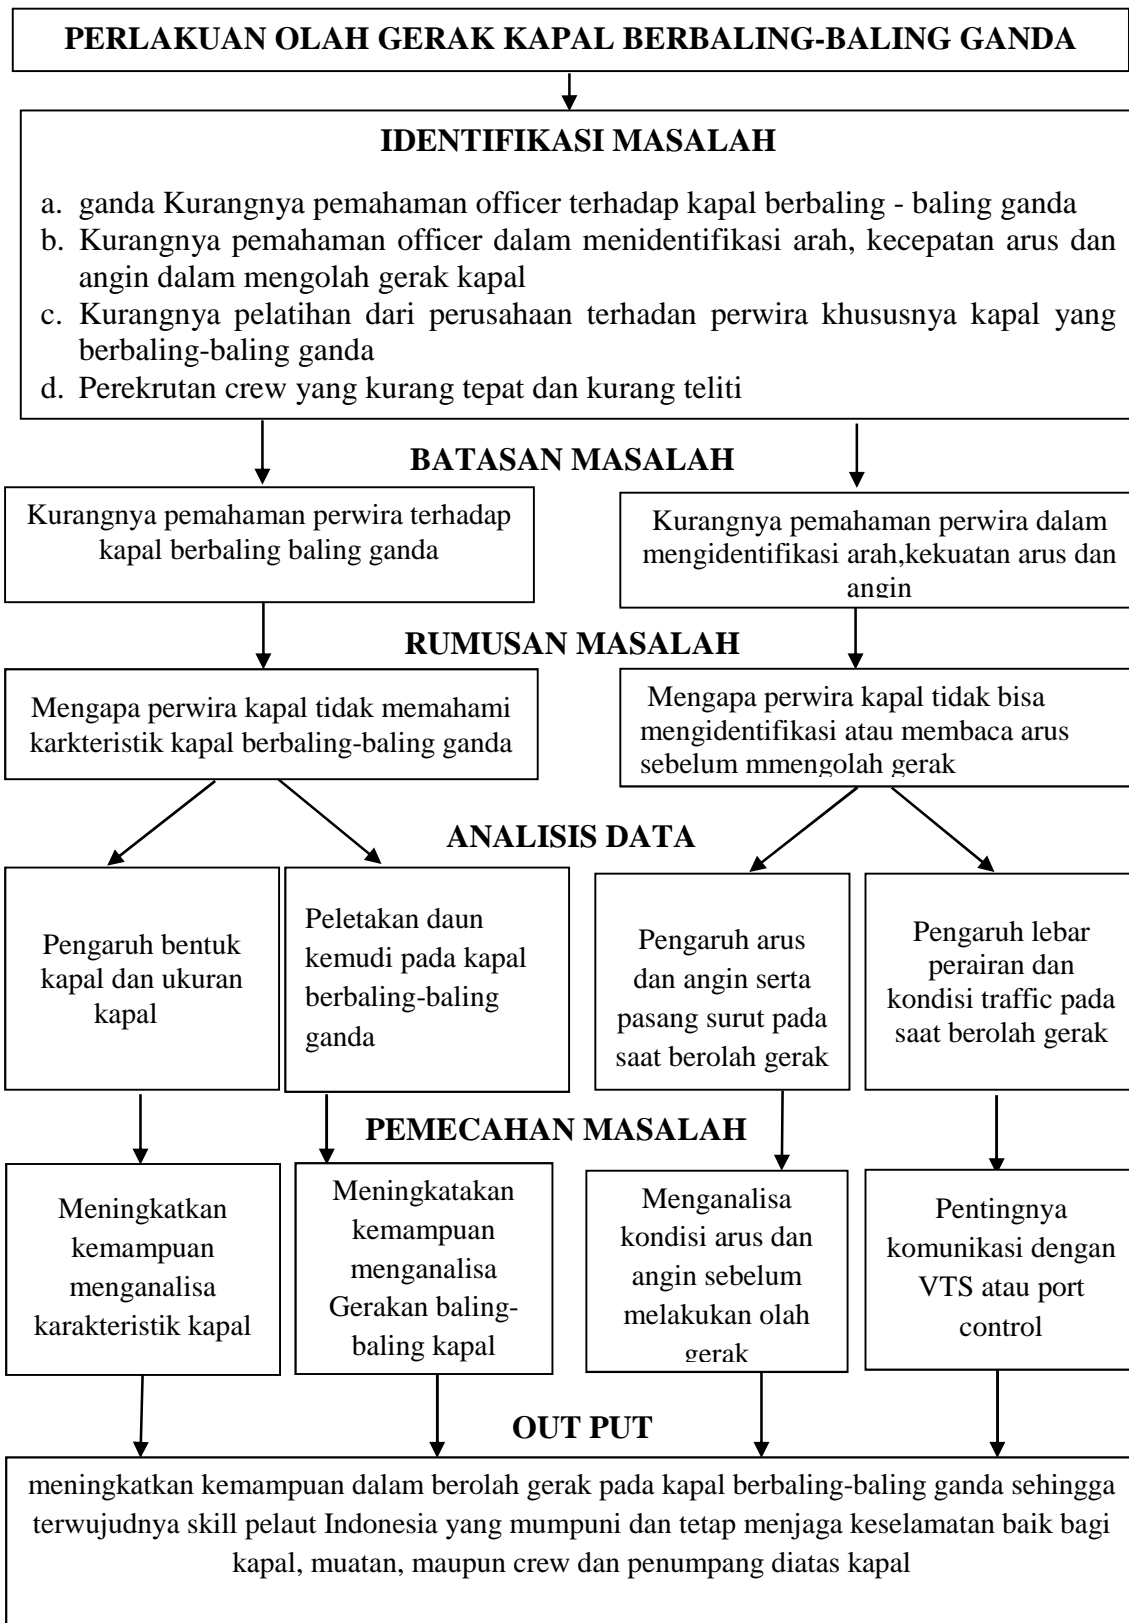 PERLAKUAN OLAH GERAK KAPAL BERBALING-BALING GANDA
IDENTIFIKASI MASALAH
a. ganda Kurangnya pemahaman officer terhadap kapal berbaling - baling ganda
b. Kurangnya pemahaman officer dalam menidentifikasi arah, kecepatan arus dan
angin dalam mengolah gerak kapal
c. Kurangnya pelatihan dari perusahaan terhadan perwira khususnya kapal yang
berbaling-baling ganda
d. Perekrutan crew yang kurang tepat dan kurang teliti
BATASAN MASALAH
Kurangnya pemahaman perwira terhadap
kapal berbaling baling ganda
Kurangnya pemahaman perwira dalam
mengidentifikasi arah,kekuatan arus dan
angin
RUMUSAN MASALAH
Mengapa perwira kapal tidak memahami
karkteristik kapal berbaling-baling ganda
Mengapa perwira kapal tidak bisa
mengidentifikasi atau membaca arus
sebelum mmengolah gerak
ANALISIS DATA
Pengaruh bentuk
kapal dan ukuran
kapal
Peletakan daun
kemudi pada kapal
berbaling-baling
ganda
Pengaruh arus
dan angin serta
pasang surut pada
saat berolah gerak
Pengaruh lebar
perairan dan
kondisi traffic pada
saat berolah gerak
PEMECAHAN MASALAH
Meningkatkan
kemampuan
menganalisa
karakteristik kapal
Meningkatakan
kemampuan
menganalisa
Gerakan baling-
baling kapal
Menganalisa
kondisi arus dan
angin sebelum
melakukan olah
gerak
Pentingnya
komunikasi dengan
VTS atau port
control
OUT PUT
meningkatkan kemampuan dalam berolah gerak pada kapal berbaling-baling ganda sehingga
terwujudnya skill pelaut Indonesia yang mumpuni dan tetap menjaga keselamatan baik bagi
kapal, muatan, maupun crew dan penumpang diatas kapal